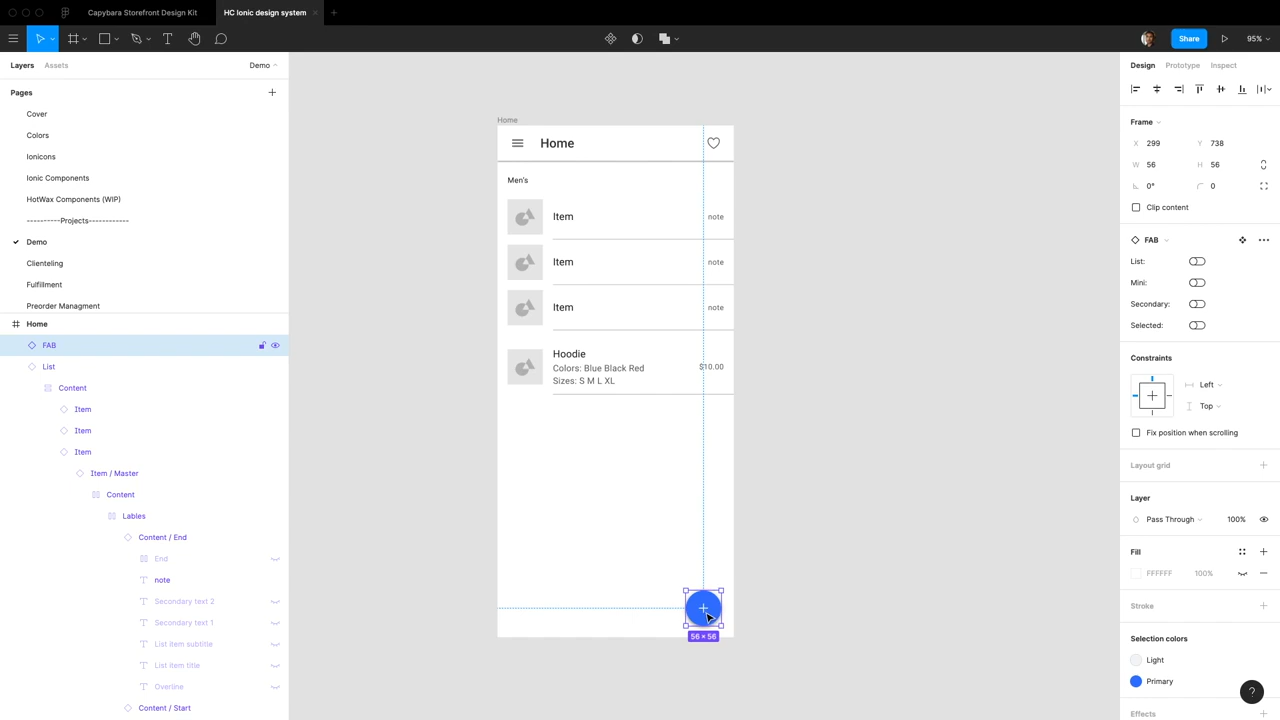 Capybara Storefront Design Kit
HC Ionic design system
Share
95%
Layers
Assets
Demo
Pages
Cover
Colors
Ionicons
Ionic Components
HotWax Components (WIP)
----------Projects------------
Demo
Clienteling
Fulfillment
Preorder Managment
Home
FAB
List
Content
Item
Item
Item
Item / Master
Content
Lables
Content / End
End
note
Secondary text 2
Secondary text 1
List item subtitle
List item title
Overline
Content / Start
Home
Home
Men's
Item
note
Item
note
Item
note
Hoodie
Colors: Blue Black Red
Sizes: S M L XL
$10.00
56 × 56
Design
Prototype
Inspect
Frame
X 299
Y 738
W 56
H 56
0°
0
Clip content
FAB
List:
Mini:
Secondary:
Selected:
Constraints
Left
Top
Fix position when scrolling
Layout grid
Layer
Pass Through
100%
Fill
FFFFFF
100%
Stroke
Selection colors
Light
Primary
?
Effects